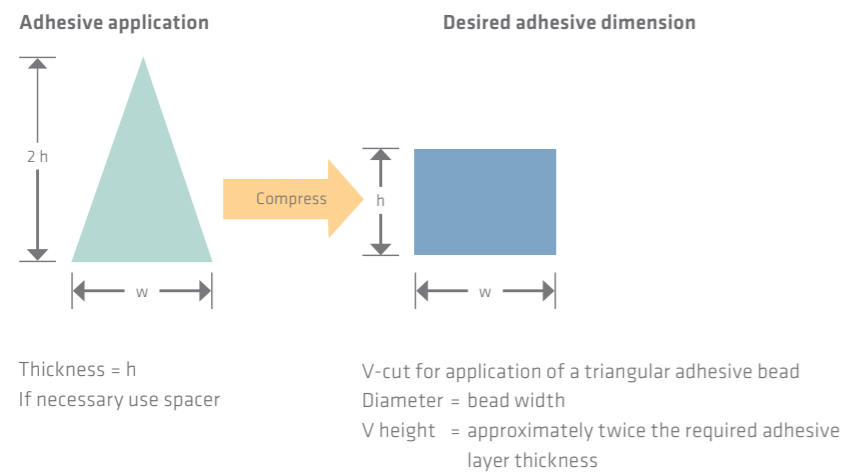 Adhesive application
Desired adhesive dimension
2 h
Compress
h
w
w
Thickness = h
If necessary use spacer
V-cut for application of a triangular adhesive bead
Diameter = bead width
V height = approximately twice the required adhesive
layer thickness